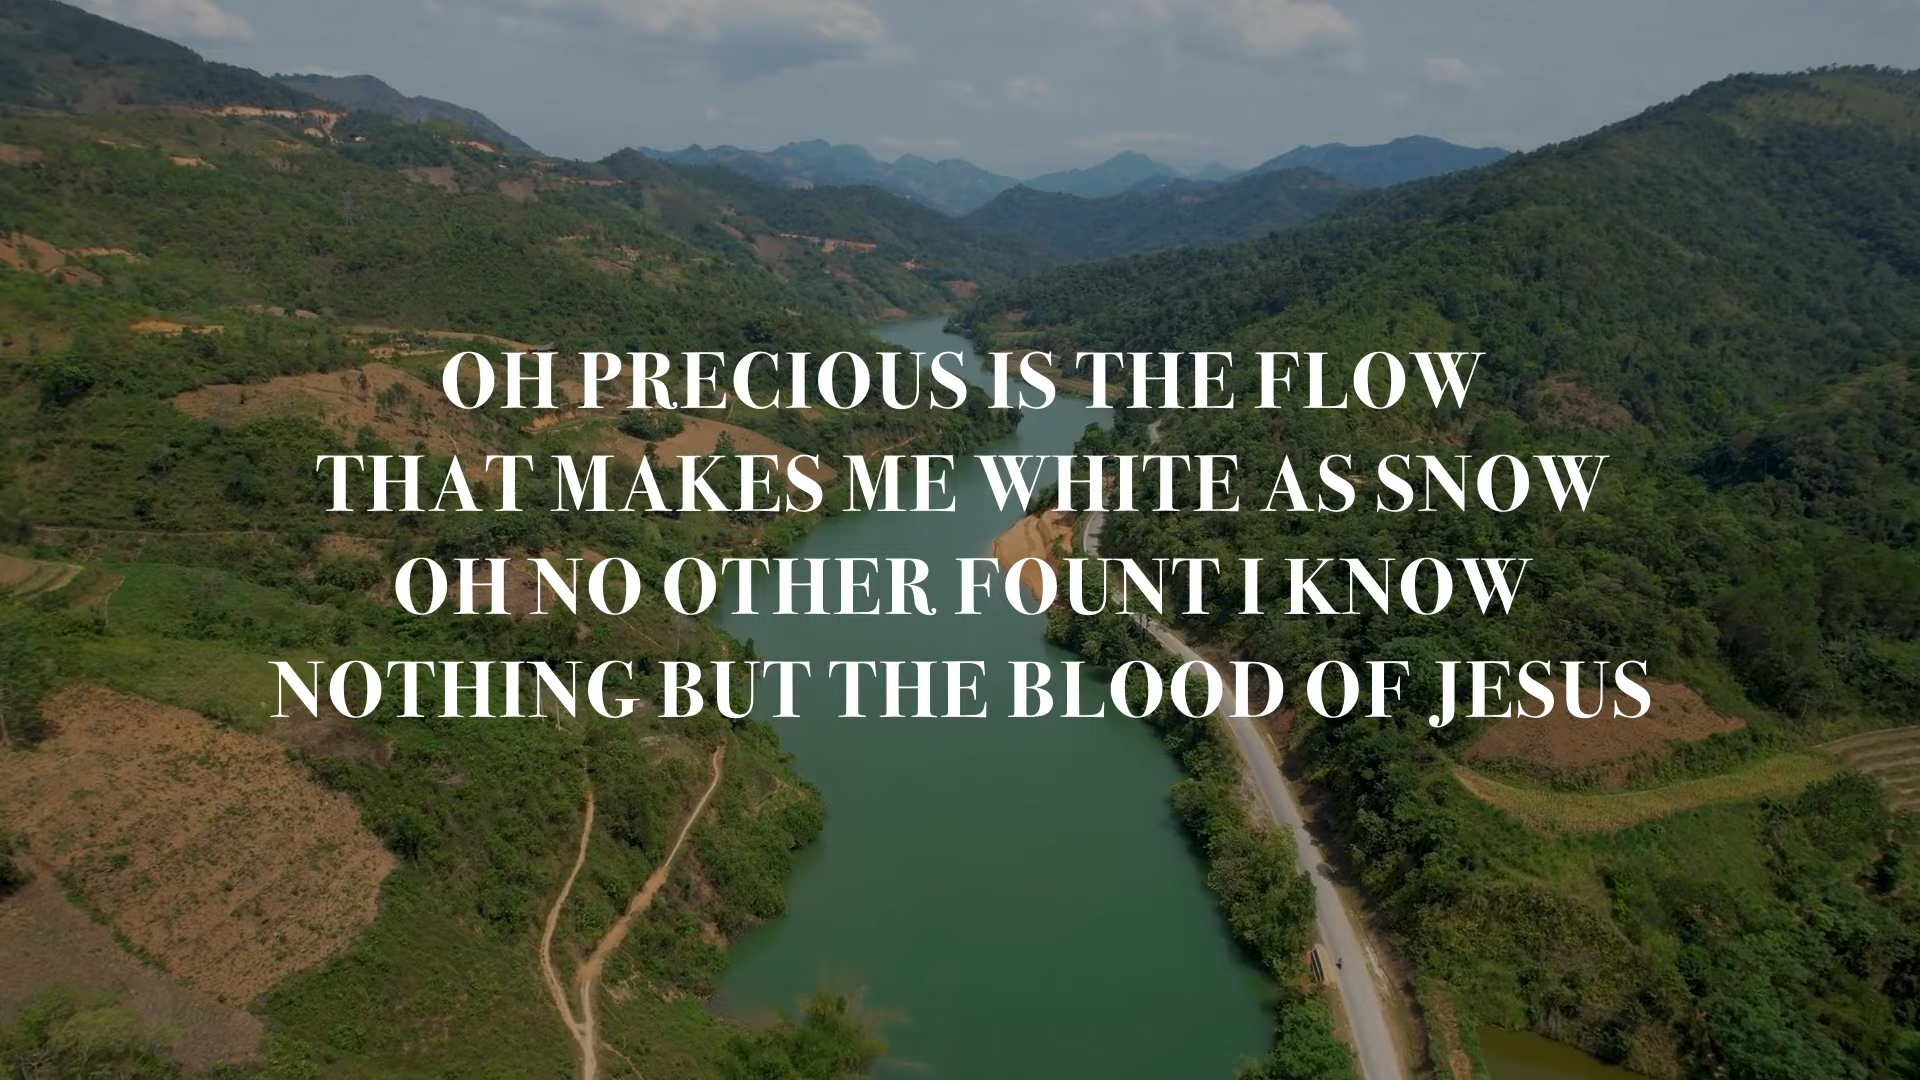 OH PRECIOUS IS THE FLOW
THAT MAKES ME WHITE AS SNOW
OH NO OTHER FOUNT I KNOW
NOTHING BUT THE BLOOD OF JESUS